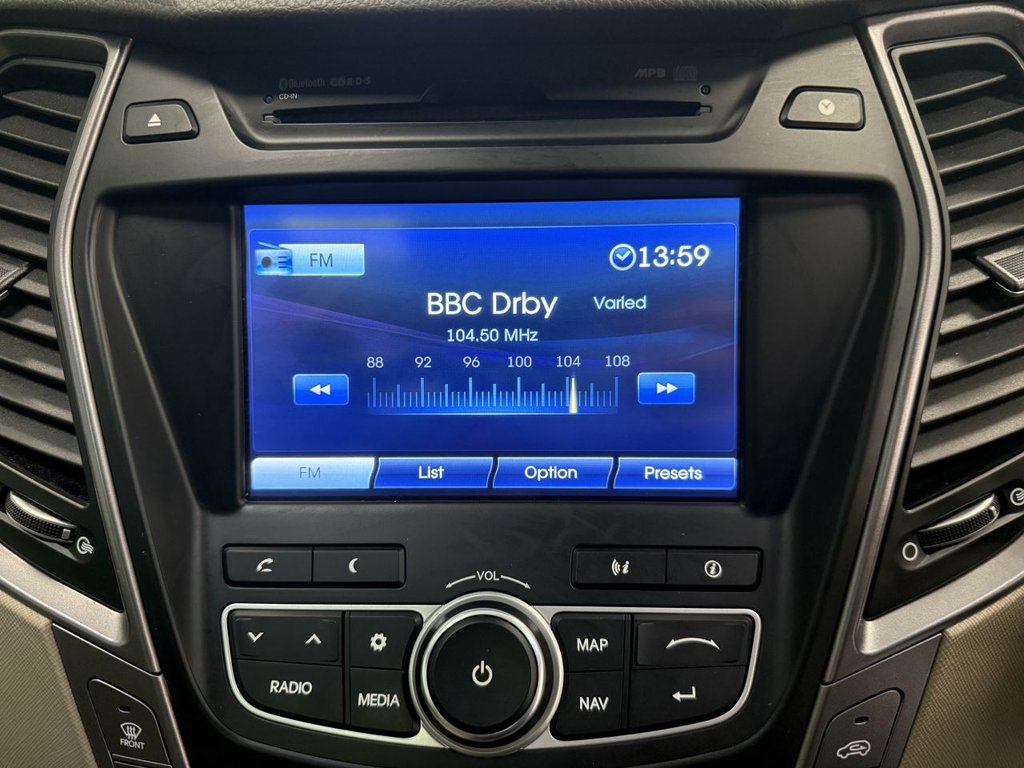 Bluetooth CD R·D·S
MP3
CD-IN
FM
13:59
BBC Drby Varied
104.50 MHz
88 92 96 100 104 108
FM List Option Presets
VOL
MAP
RADIO
MEDIA
NAV
FRONT